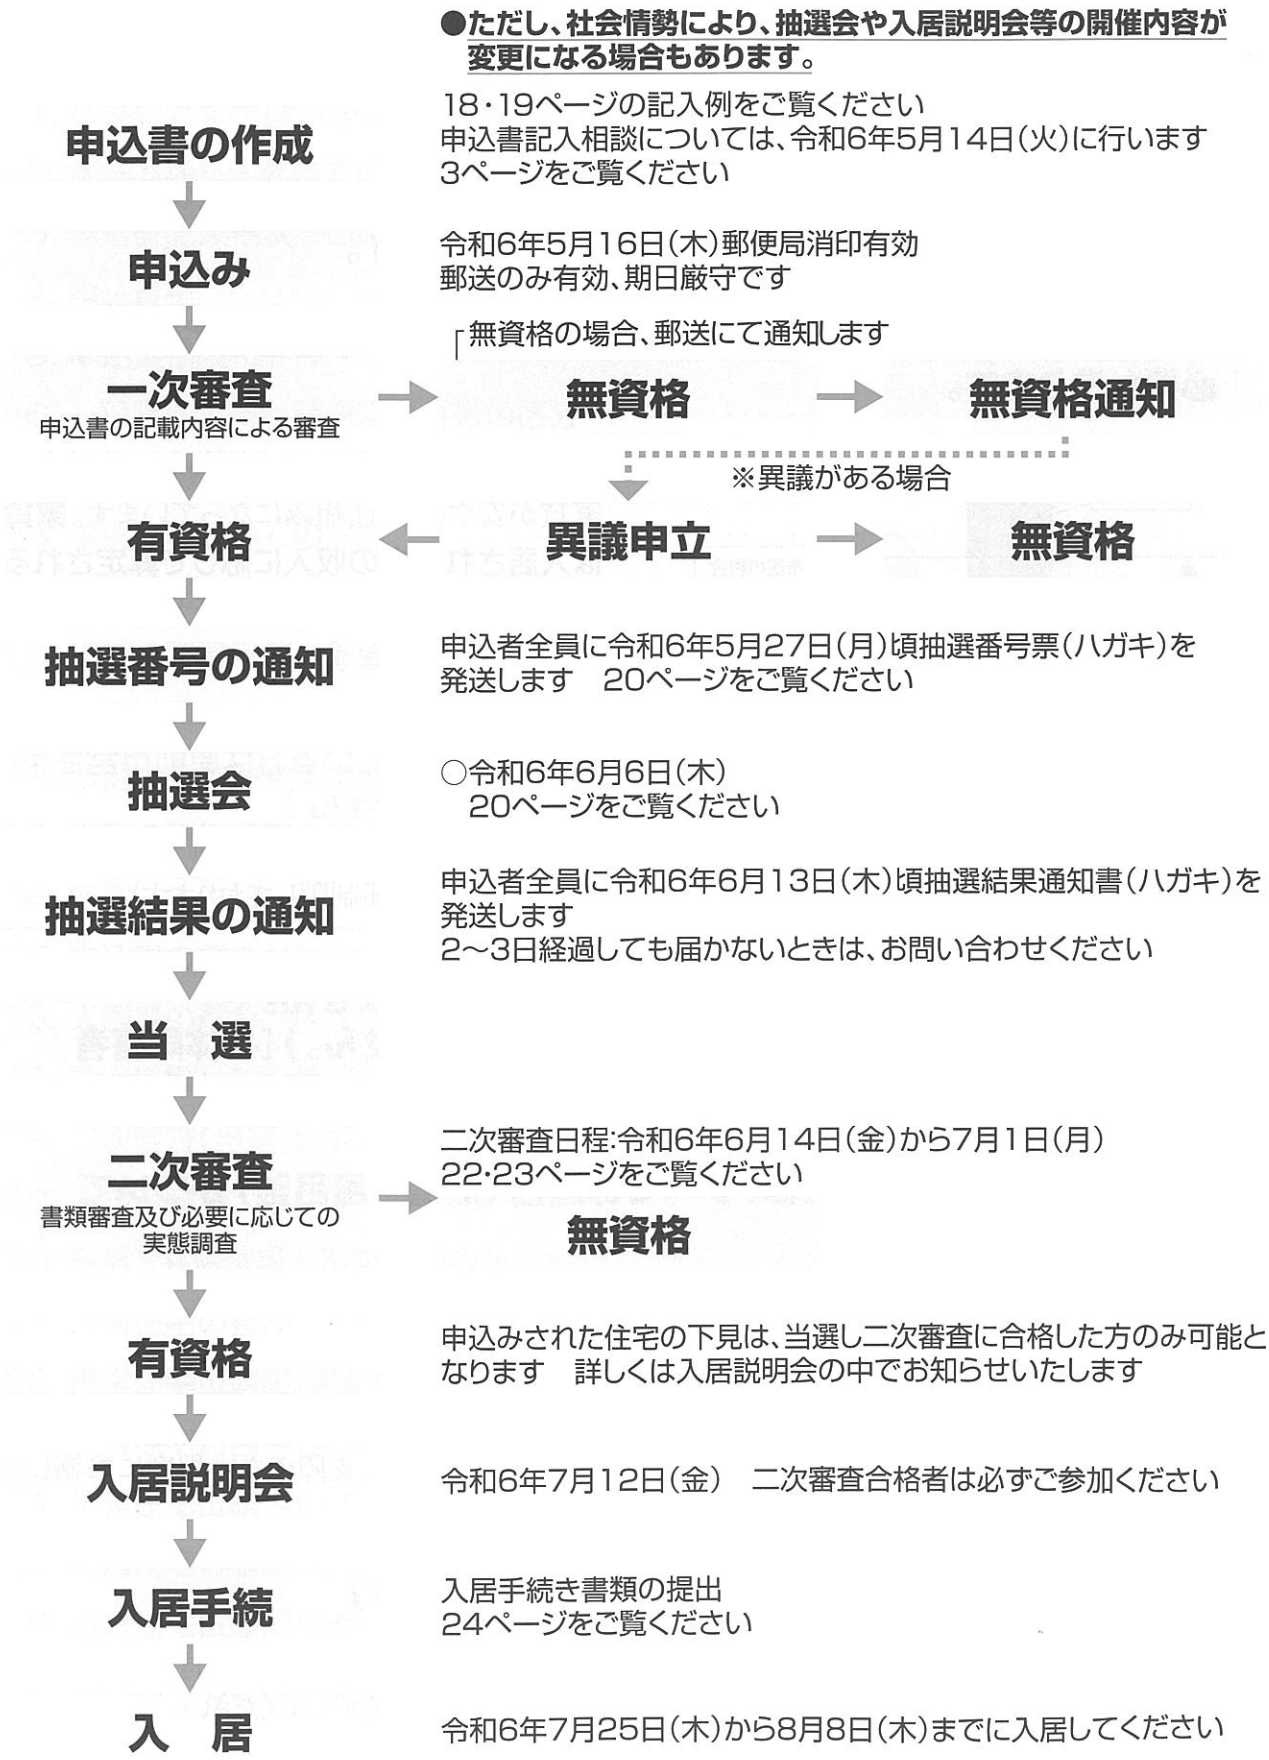 ●ただし、社会情勢により、抽選会や入居説明会等の開催内容が
変更になる場合もあります。
申込書の作成
18・19ページの記入例をご覧ください
申込書記入相談については、令和6年5月14日(火)に行います
3ページをご覧ください
申込み
令和6年5月16日(木)郵便局消印有効
郵送のみ有効、期日厳守です
無資格の場合、郵送にて通知します
一次審査
申込書の記載内容による審査
無資格
無資格通知
※異議がある場合
有資格
異議申立
無資格
抽選番号の通知
申込者全員に令和6年5月27日(月)頃抽選番号票(ハガキ)を
発送します　20ページをご覧ください
抽選会
○令和6年6月6日(木)
20ページをご覧ください
抽選結果の通知
申込者全員に令和6年6月13日(木)頃抽選結果通知書(ハガキ)を
発送します
2〜3日経過しても届かないときは、お問い合わせください
当　選
二次審査
書類審査及び必要に応じての
実態調査
二次審査日程:令和6年6月14日(金)から7月1日(月)
22・23ページをご覧ください
無資格
有資格
申込みされた住宅の下見は、当選し二次審査に合格した方のみ可能と
なります　詳しくは入居説明会の中でお知らせいたします
入居説明会
令和6年7月12日(金)　二次審査合格者は必ずご参加ください
入居手続
入居手続き書類の提出
24ページをご覧ください
入　居
令和6年7月25日(木)から8月8日(木)までに入居してください